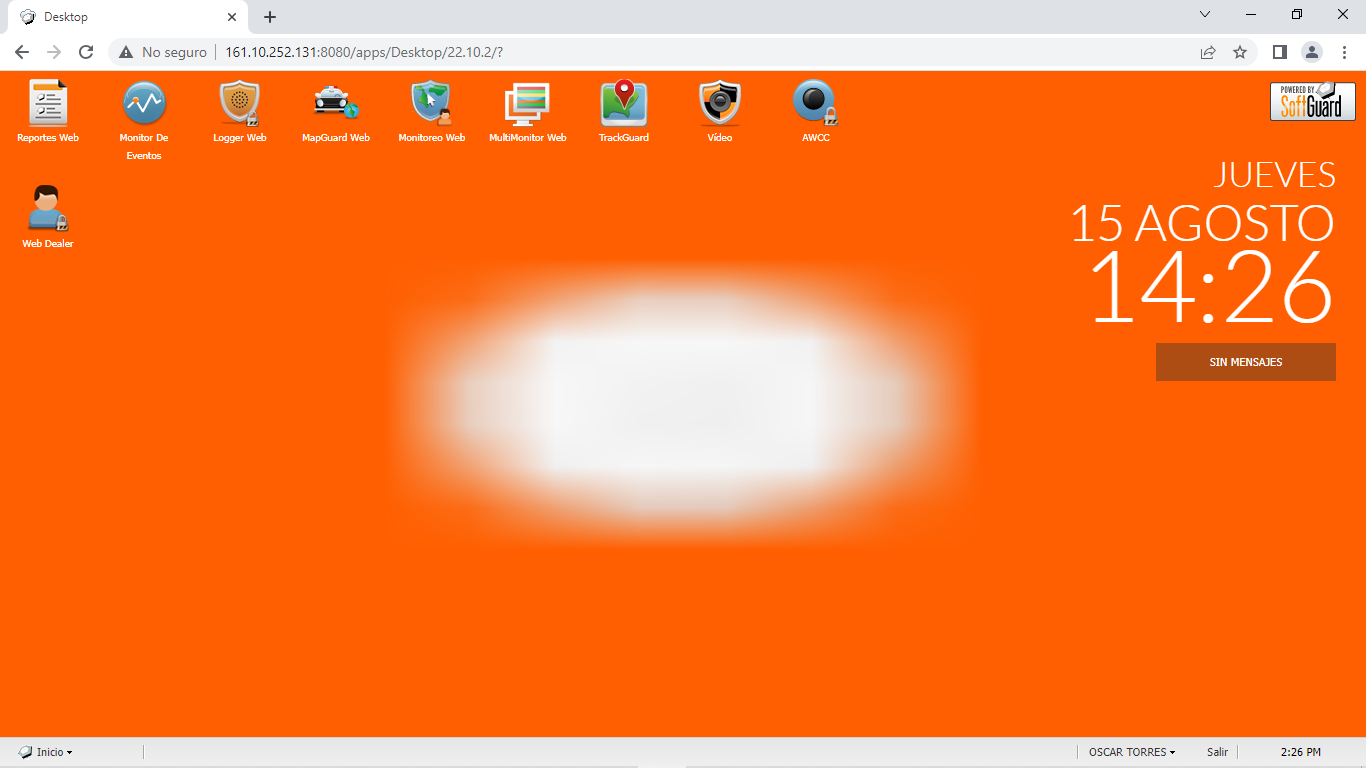 Desktop
No seguro
161.10.252.131:8080/apps/Desktop/22.10.2/?
Reportes Web
Monitor De
Eventos
Logger Web
MapGuard Web
Monitoreo Web
MultiMonitor Web
TrackGuard
Vídeo
AWCC
Web Dealer
POWERED BY
SoftGuard
JUEVES
15 AGOSTO
14:26
SIN MENSAJES
Inicio
OSCAR TORRES
Salir
2:26 PM